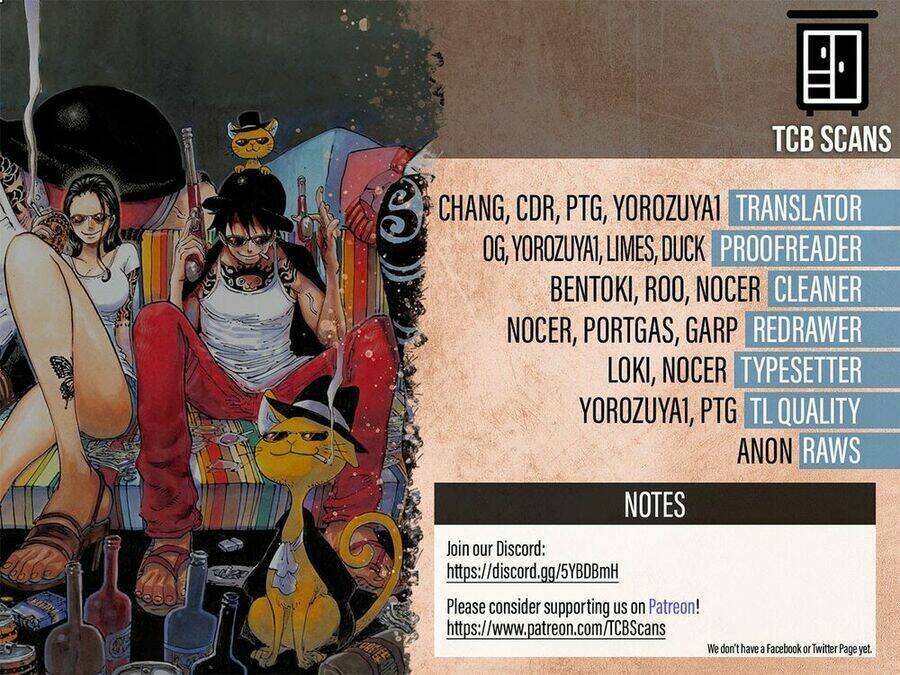 TCB SCANS
CHANG, CDR, PTG, YOROZUYA1 TRANSLATOR
OG, YOROZUYA1, LIMES, DUCK PROOFREADER
BENTOKI, ROO, NOCER CLEANER
NOCER, PORTGAS, GARP REDRAWER
LOKI, NOCER TYPESETTER
YOROZUYA1, PTG TL QUALITY
ANON RAWS
NOTES
Join our Discord:
https://discord.gg/5YBDBmH
Please consider supporting us on Patreon!
https://www.patreon.com/TCBScans
We don't have a Facebook or Twitter Page yet.